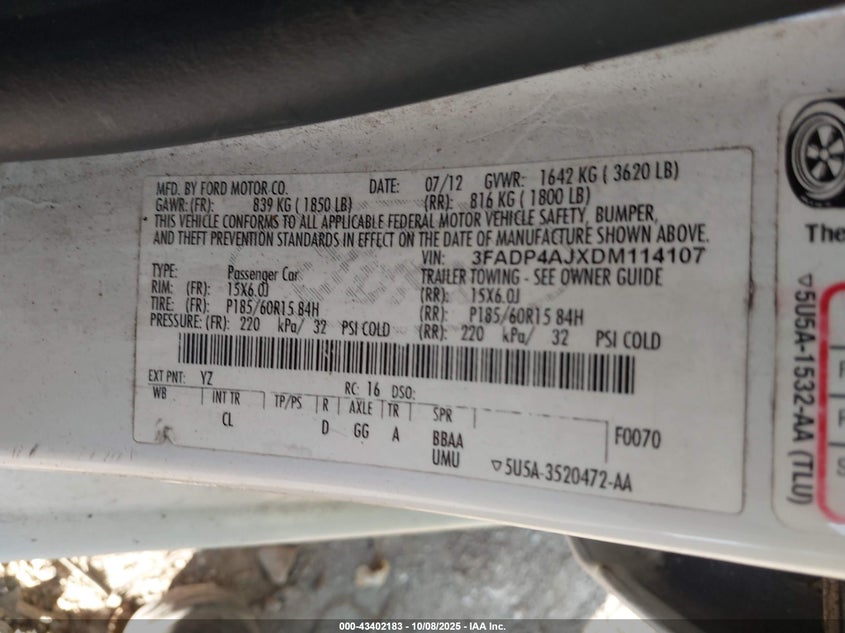 MFD. BY FORD MOTOR CO. DATE: 07/12 GVWR: 1642 KG ( 3620 LB)
GAWR: (FR): 839 KG ( 1850 LB) (RR): 816 KG ( 1800 LB)
THIS VEHICLE CONFORMS TO ALL APPLICABLE FEDERAL MOTOR VEHICLE SAFETY, BUMPER,
AND THEFT PREVENTION STANDARDS IN EFFECT ON THE DATE OF MANUFACTURE SHOWN ABOVE.
VIN: 3FADP4AJXDM114107
TYPE: Passenger Car TRAILER TOWING - SEE OWNER GUIDE
RIM: (FR): 15X6.0J (RR): 15X6.0J
TIRE: (FR): P185/60R15 84H (RR): P185/60R15 84H
PRESSURE: (FR): 220 kPa/ 32 PSI COLD (RR): 220 kPa/ 32 PSI COLD
EXT PNT: YZ RC: 16 DSO:
WB INT TR TP/PS R AXLE TR SPR
CL D GG A BBAA F0070
UMU
▽5U5A-3520472-AA
The
▽5U5A-1532-AA (TLU)
000-43402183 - 10/08/2025 - IAA Inc.